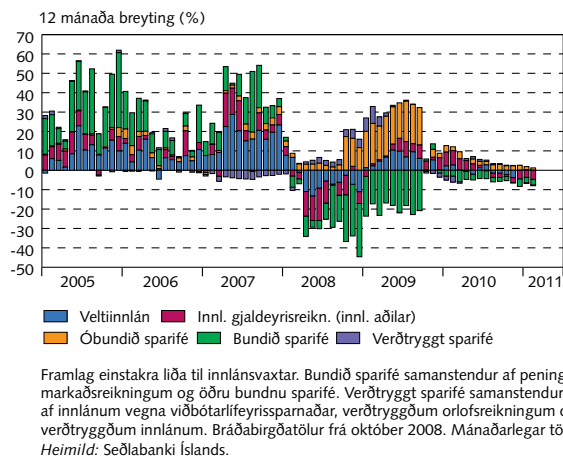 12 mánaða breyting (%)
70
60
50
40
30
20
10
0
-10
-20
-30
-40
-50
2005 2006 2007 2008 2009 2010 2011
Veltiinnlán Innl. gjaldeyrisreikn. (innl. aðilar)
Óbundið sparifé Bundið sparifé Verðtryggt sparifé
Framlag einstakra liða til innlánsvaxtar. Bundið sparifé samanstendur af pening
markaðsreikningum og öðru bundnu sparifé. Verðtryggt sparifé samanstendur
af innlánum vegna viðbótarlífeyrissparnaðar, verðtryggðum orlofsreikningum
verðtryggðum innlánum. Bráðabirgðatölur frá október 2008. Mánaðarlegar
Heimild: Seðlabanki Íslands.